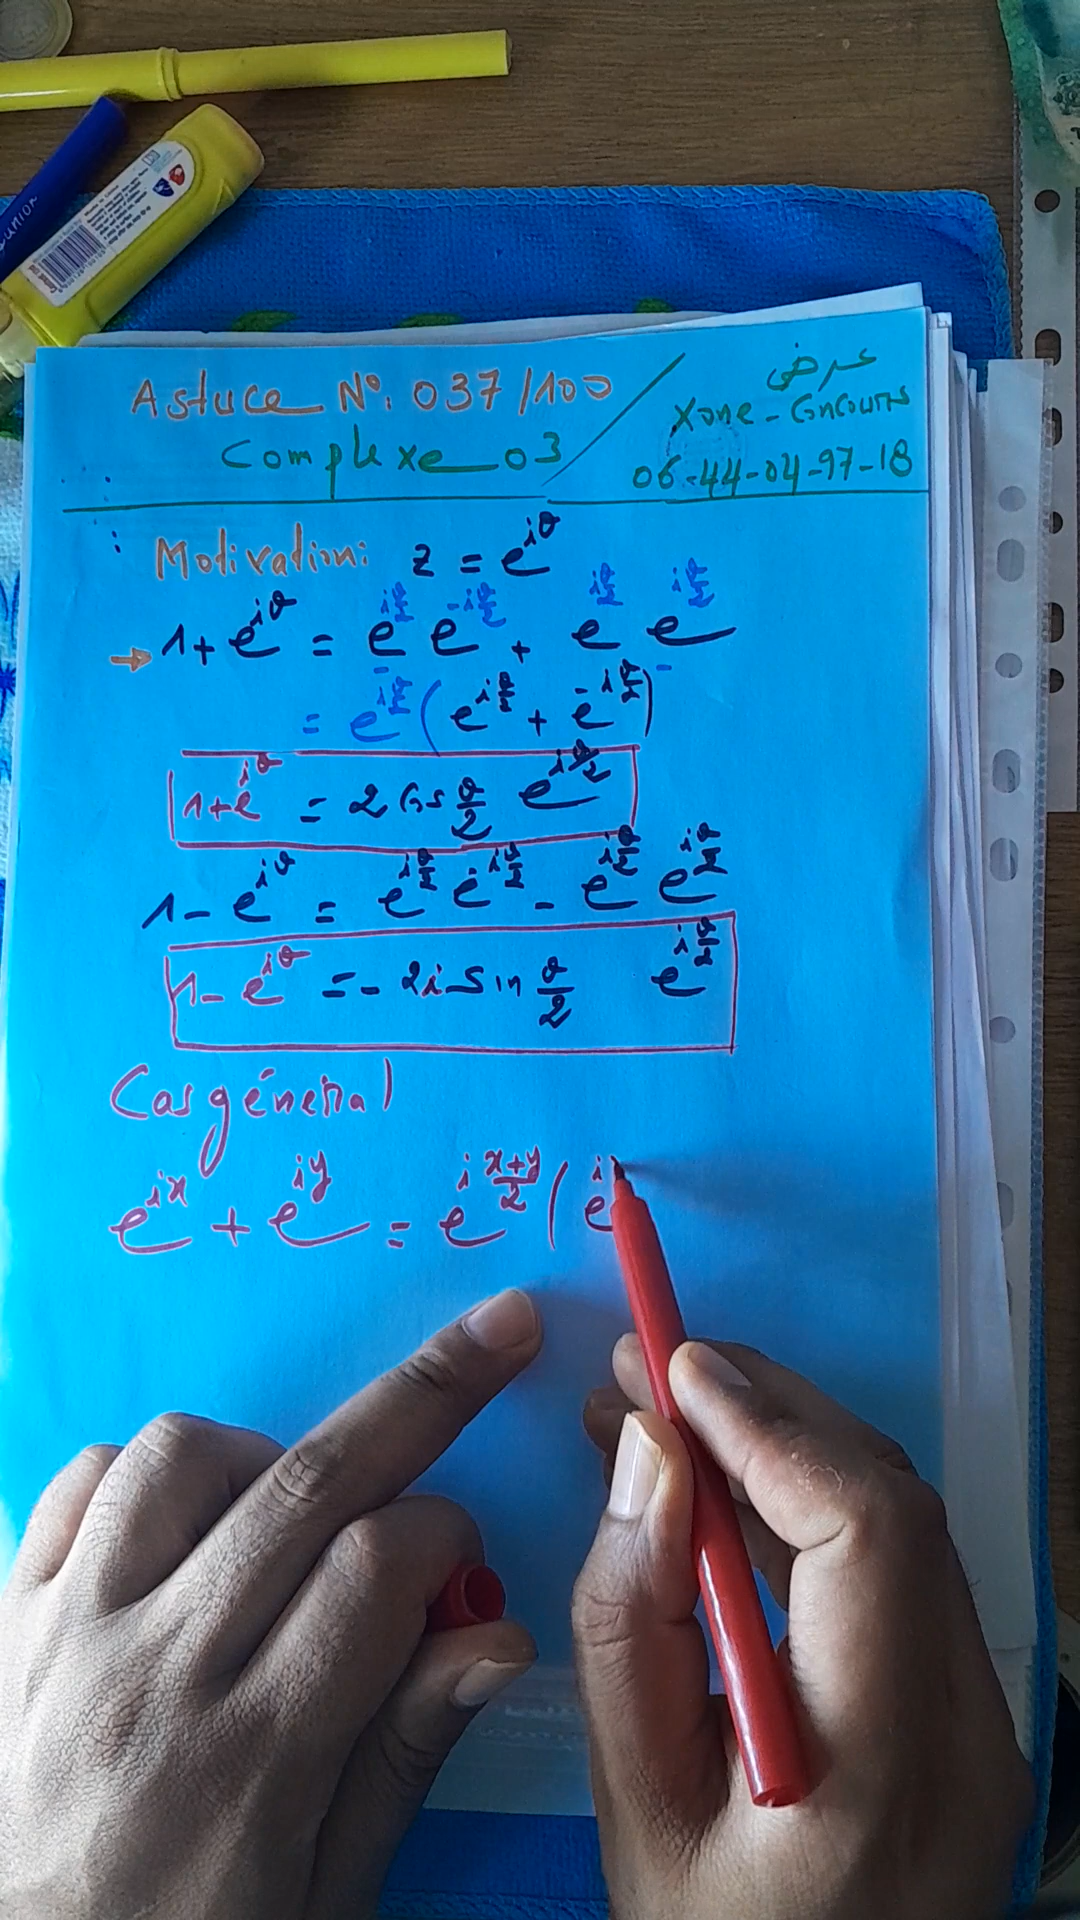 Astuce N°: 037/100
Complexe 03
عرضي
Xone-Concours
06-44-04-97-18
Motivation: z = e^{iθ}
→ 1 + e^{iθ} = e^{iθ/2} e^{-iθ/2} + e^{iθ/2} e^{iθ/2}
= e^{iθ/2} ( e^{iθ/2} + e^{-iθ/2} )
1 + e^{iθ} = 2 Cos θ/2 e^{iθ/2}
1 - e^{iθ} = e^{iθ/2} e^{-iθ/2} - e^{iθ/2} e^{iθ/2}
1 - e^{iθ} = - 2i Sin θ/2 e^{iθ/2}
Cas général
e^{ix} + e^{iy} = e^{i (x+y)/2} ( e^{i